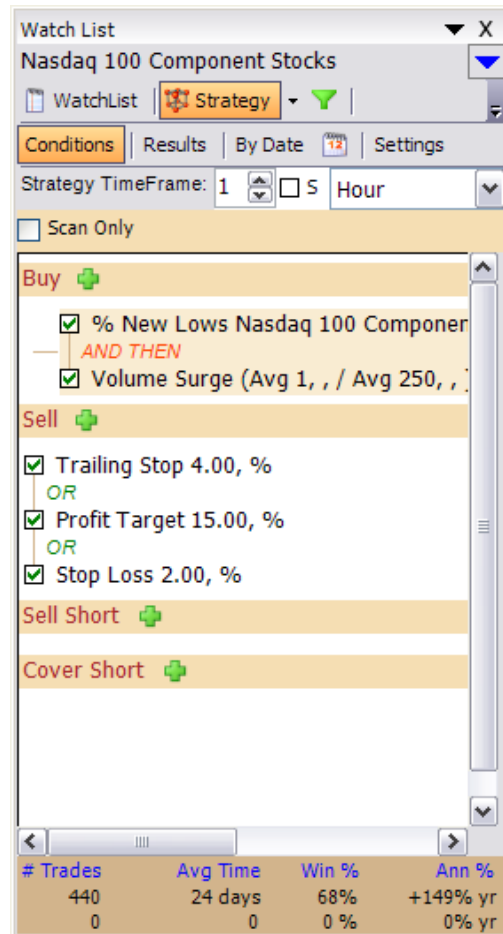 Watch List X
Nasdaq 100 Component Stocks
WatchList Strategy
Conditions Results By Date 12 Settings
Strategy TimeFrame: 1 S Hour
Scan Only
Buy
% New Lows Nasdaq 100 Componer
AND THEN
Volume Surge (Avg 1, , / Avg 250, , )
Sell
Trailing Stop 4.00, %
OR
Profit Target 15.00, %
OR
Stop Loss 2.00, %
Sell Short
Cover Short
# Trades Avg Time Win % Ann %
440 24 days 68% +149% yr
0 0 0 % 0% yr